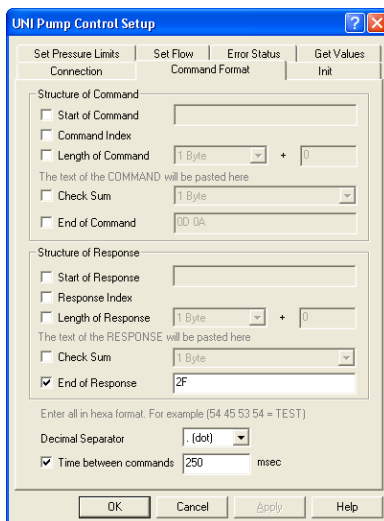 UNI Pump Control Setup
Set Pressure Limits Set Flow Error Status Get Values
Connection Command Format Init
Structure of Command
Start of Command
Command Index
Length of Command 1 Byte + 0
The text of the COMMAND will be pasted here
Check Sum 1 Byte
End of Command 0D 0A
Structure of Response
Start of Response
Response Index
Length of Response 1 Byte + 0
The text of the RESPONSE will be pasted here
Check Sum 1 Byte
End of Response 2F
Enter all in hexa format. For example (54 45 53 54 = TEST)
Decimal Separator . (dot)
Time between commands 250 msec
OK Cancel Apply Help